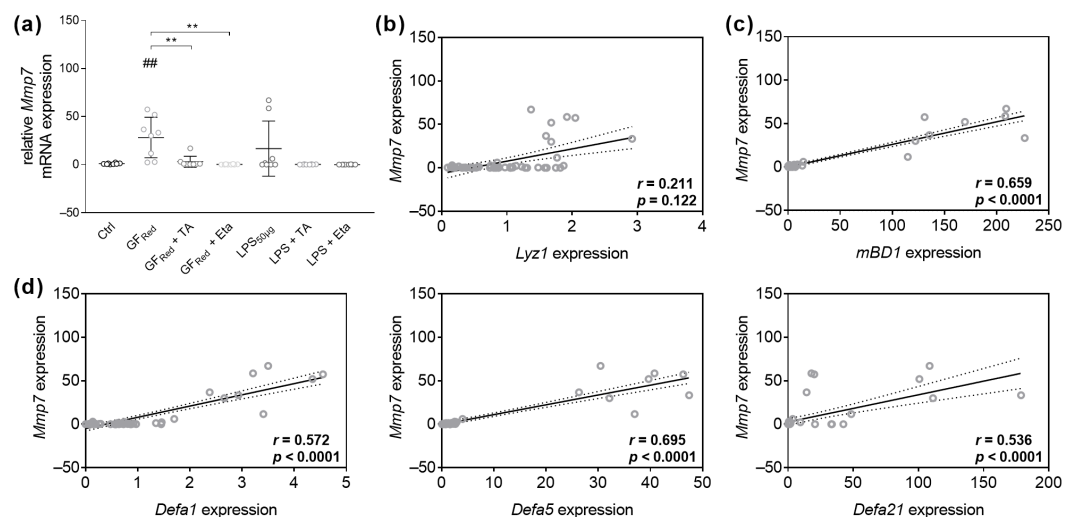 (a)
relative Mmp7
mRNA expression
150
100
50
0
–50
##
**
**
Ctrl
GFRed
GFRed + TA
GFRed + Eta
LPS50µg
LPS + TA
LPS + Eta
(b)
Mmp7 expression
150
100
50
0
–50
0 1 2 3 4
r = 0.211
p = 0.122
Lyz1 expression
(c)
Mmp7 expression
150
100
50
0
–50
0 50 100 150 200 250
r = 0.659
p < 0.0001
mBD1 expression
(d)
Mmp7 expression
150
100
50
0
–50
0 1 2 3 4 5
r = 0.572
p < 0.0001
Defa1 expression
Mmp7 expression
150
100
50
0
–50
0 10 20 30 40 50
r = 0.695
p < 0.0001
Defa5 expression
Mmp7 expression
150
100
50
0
–50
0 50 100 150 200
r = 0.536
p < 0.0001
Defa21 expression